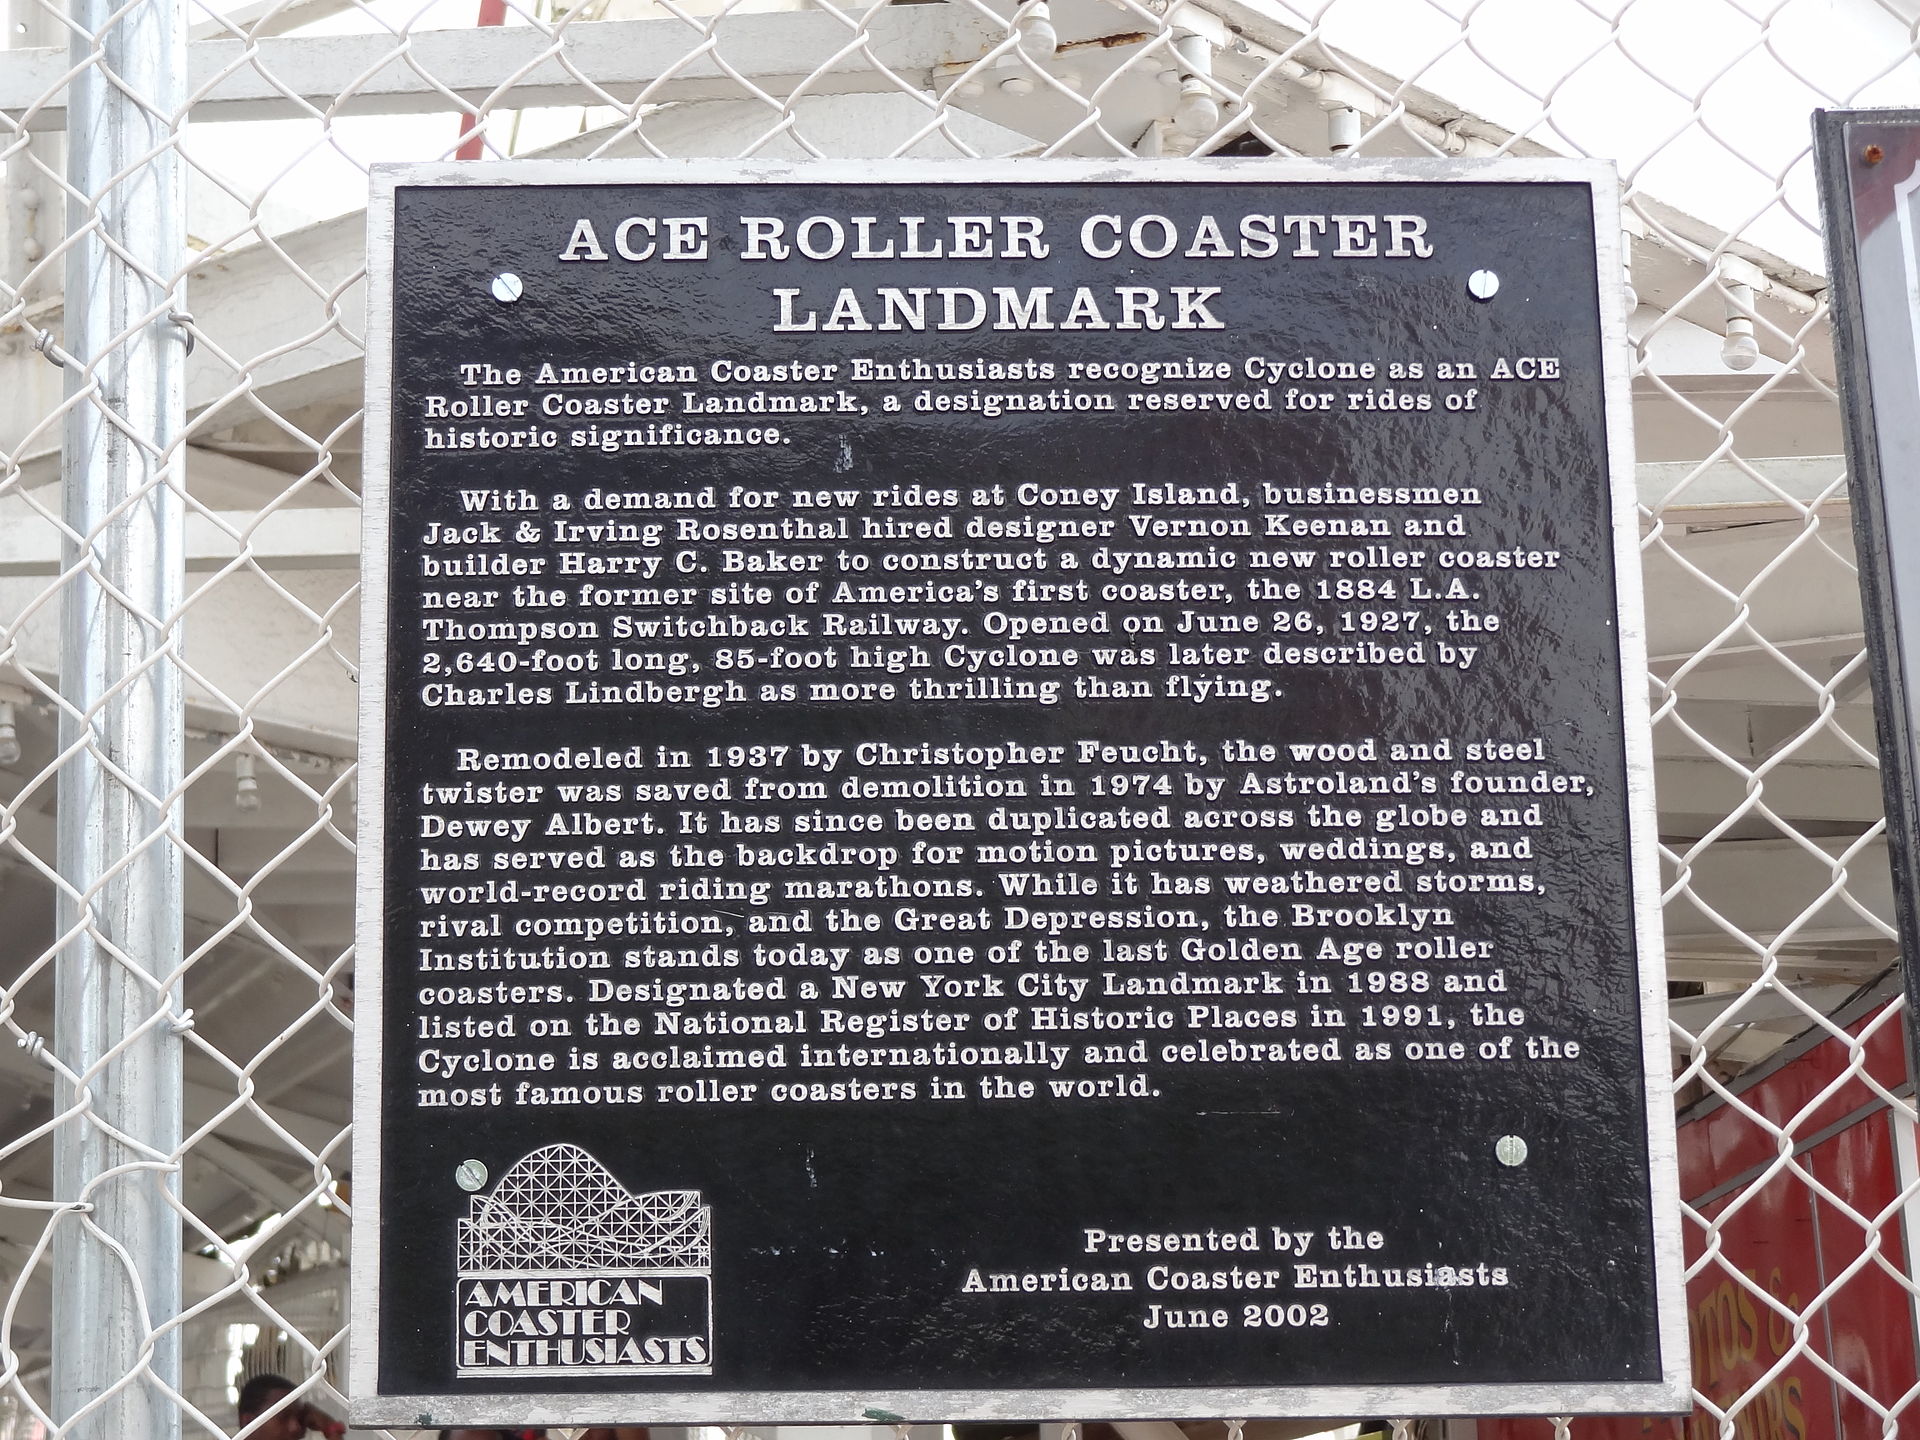 ACE ROLLER COASTER
LANDMARK
The American Coaster Enthusiasts recognize Cyclone as an ACE
Roller Coaster Landmark, a designation reserved for rides of
historic significance.
With a demand for new rides at Coney Island, businessmen
Jack & Irving Rosenthal hired designer Vernon Keenan and
builder Harry C. Baker to construct a dynamic new roller coaster
near the former site of America's first coaster, the 1884 L.A.
Thompson Switchback Railway. Opened on June 26, 1927, the
2,640-foot long, 85-foot high Cyclone was later described by
Charles Lindbergh as more thrilling than flying.
Remodeled in 1937 by Christopher Feucht, the wood and steel
twister was saved from demolition in 1974 by Astroland's founder,
Dewey Albert. It has since been duplicated across the globe and
has served as the backdrop for motion pictures, weddings, and
world-record riding marathons. While it has weathered storms,
rival competition, and the Great Depression, the Brooklyn
Institution stands today as one of the last Golden Age roller
coasters. Designated a New York City Landmark in 1988 and
listed on the National Register of Historic Places in 1991, the
Cyclone is acclaimed internationally and celebrated as one of the
most famous roller coasters in the world.
AMERICAN
COASTER
ENTHUSIASTS
Presented by the
American Coaster Enthusiasts
June 2002